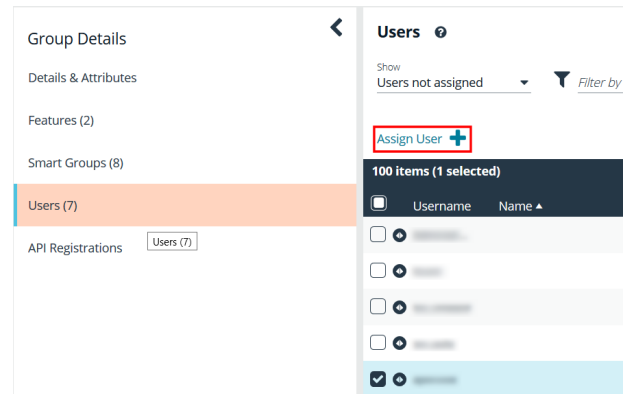 Group Details
Details & Attributes
Features (2)
Smart Groups (8)
Users (7)
API Registrations
Users (7)
Users
Show
Users not assigned
Filter by
Assign User
100 items (1 selected)
Username Name